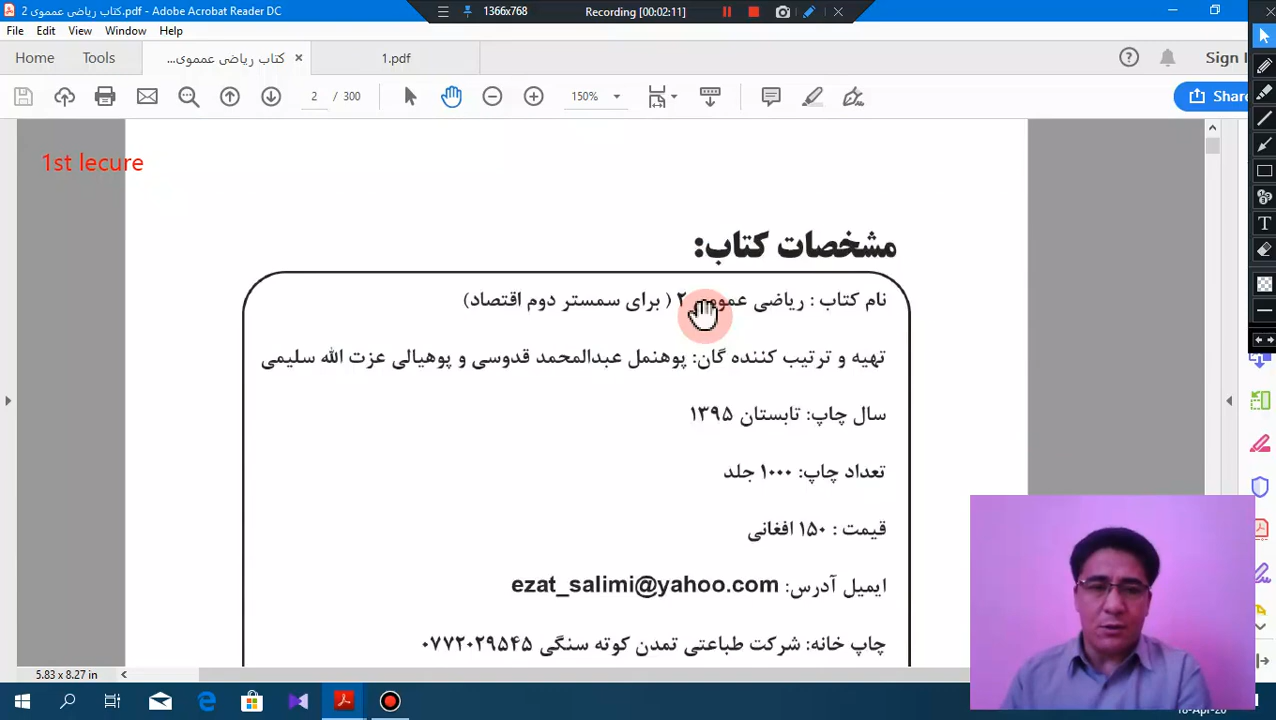 کتاب ریاضی عممومی 2.pdf - Adobe Acrobat Reader DC
1366x768
Recording [00:02:11]
File Edit View Window Help
Home Tools
کتاب ریاضی عممومی...
1.pdf
Sign
2 / 300
150%
Share
1st lecure
مشخصات کتاب:
نام کتاب : ریاضی ۲ ( برای سمستر دوم اقتصاد)
تهیه و ترتیب کننده گان: پوهنمل عبدالمحمد قدوسی و پوهیالی عزت الله سلیمی
سال چاپ: تابستان ۱۳۹۵
تعداد چاپ: ۱۰۰۰ جلد
قیمت : ۱۵۰ افغانی
ایمیل آدرس: ezat_salimi@yahoo.com
چاپ خانه: شرکت طباعتی تمدن کوته سنگی ۰۷۷۲۰۲۹۵۴۵
5.83 x 8.27 in